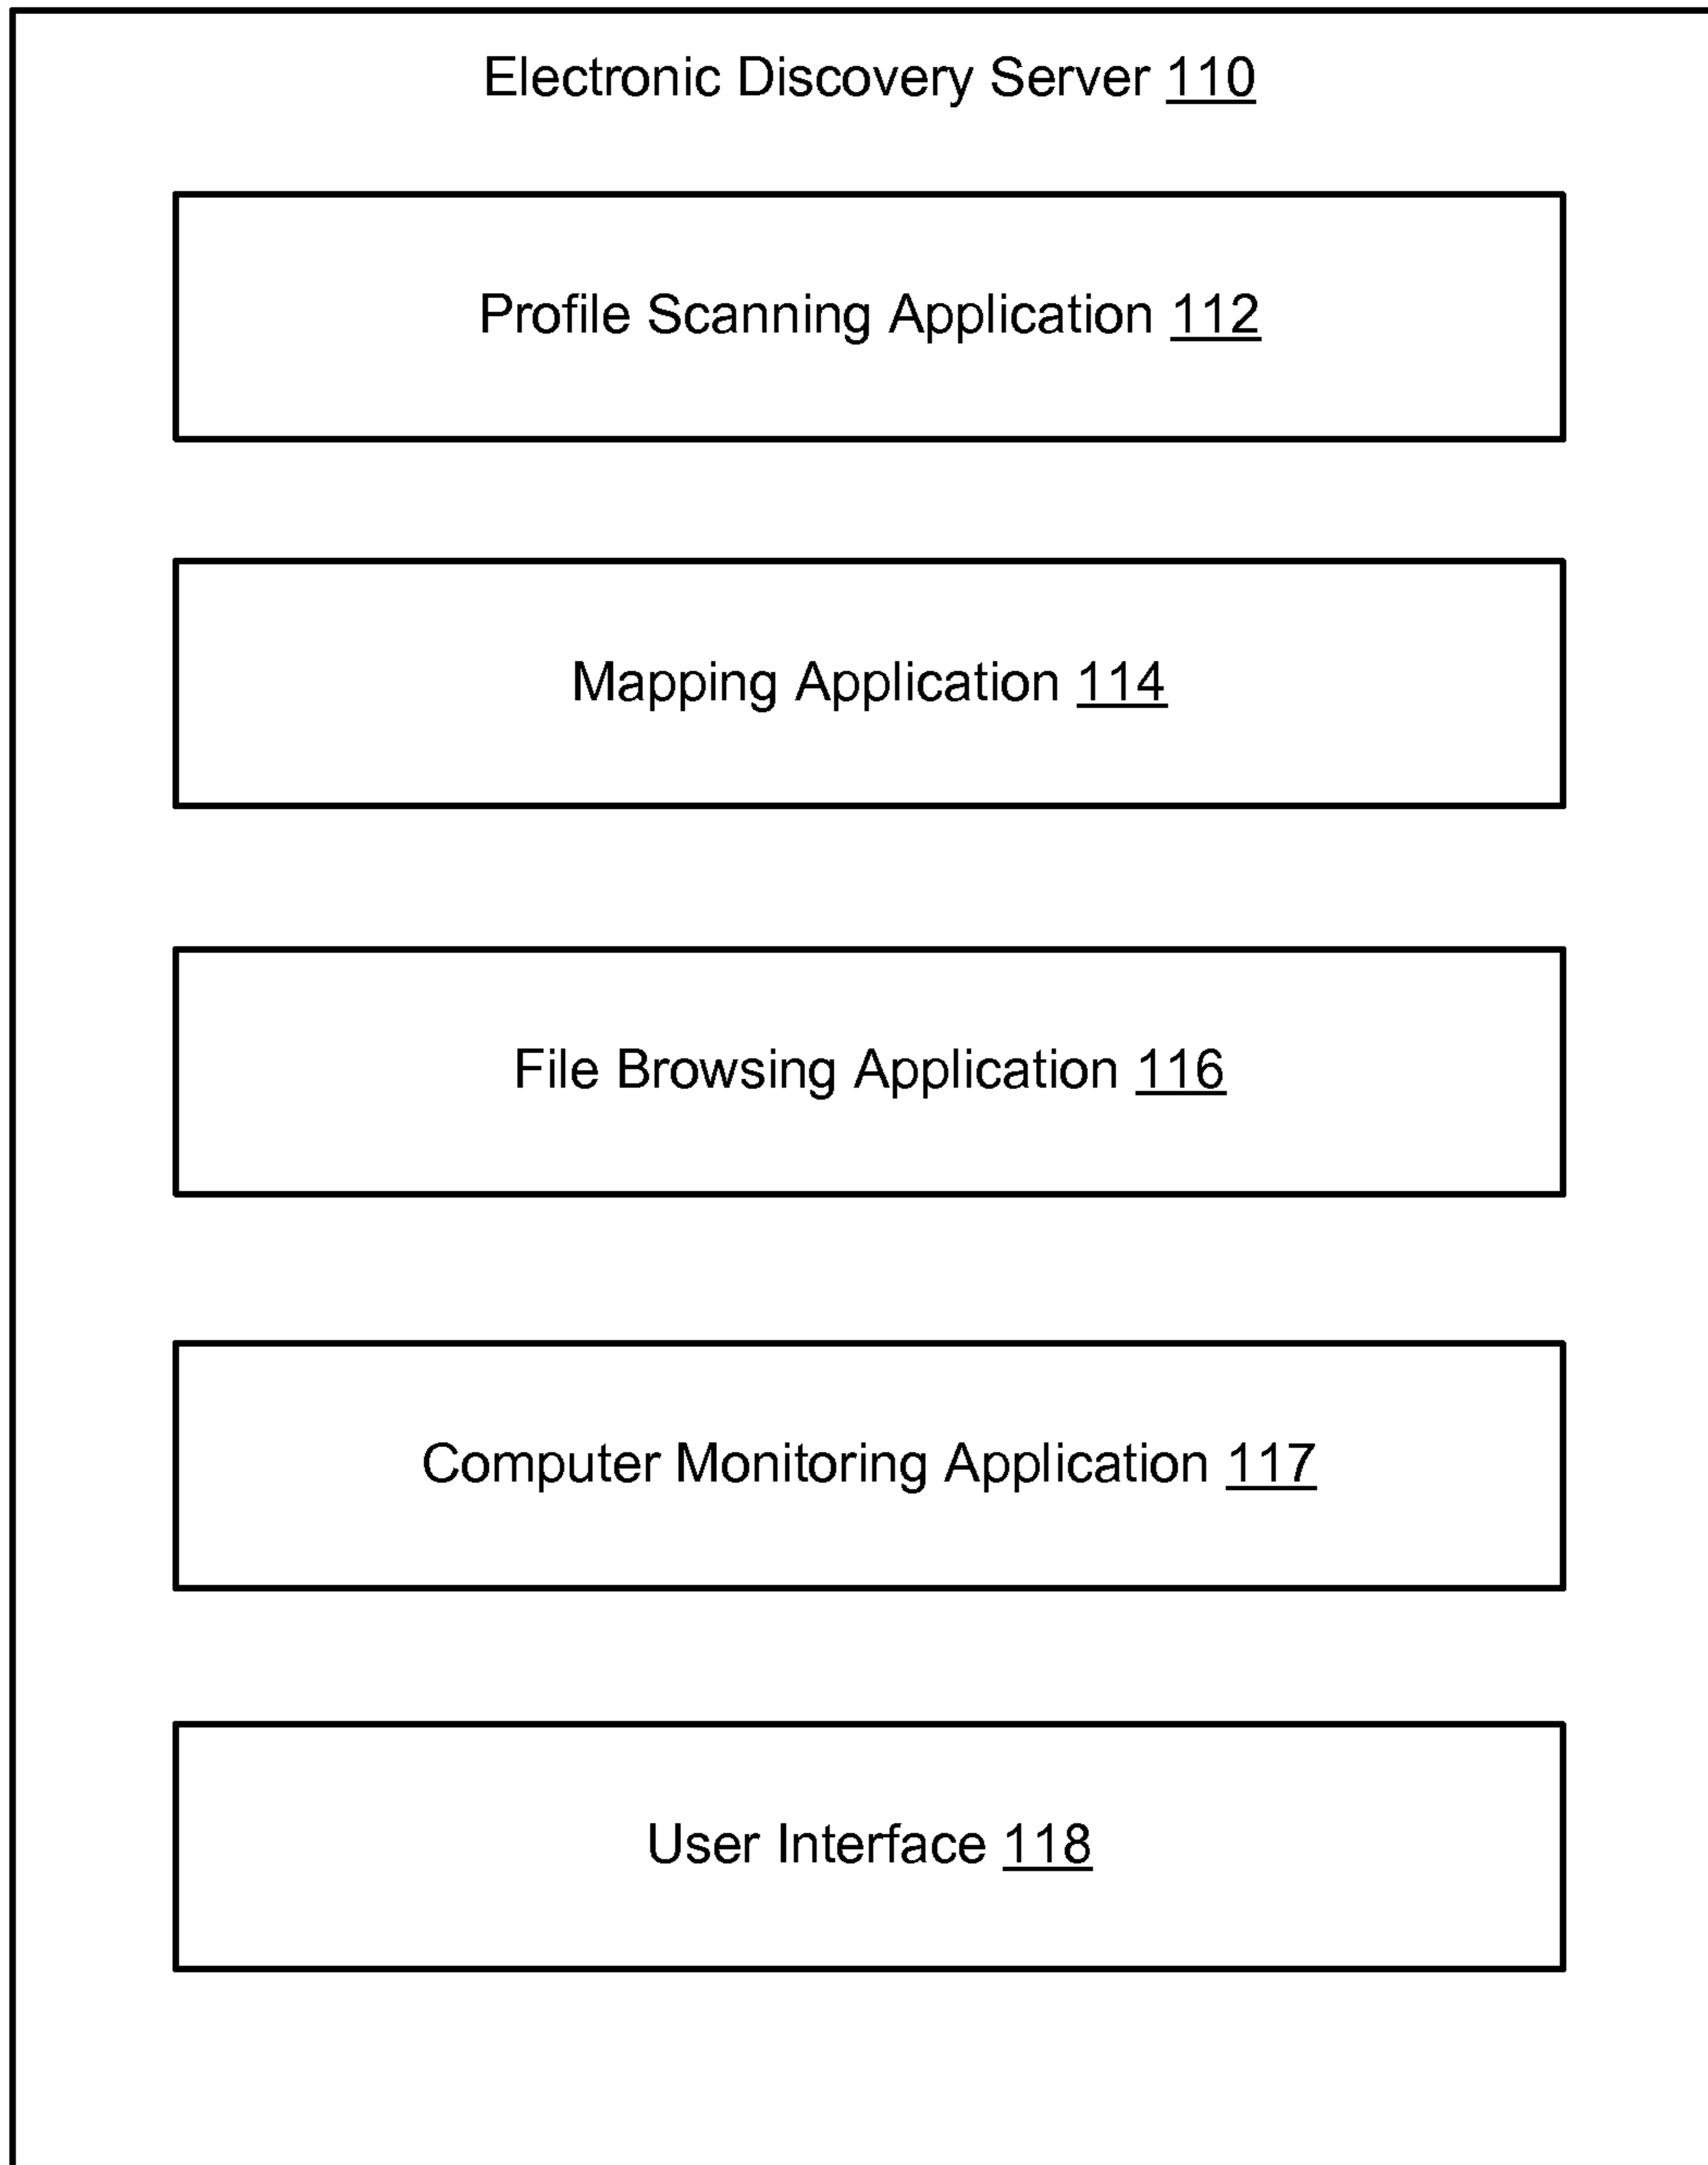 Electronic Discovery Server 110
Profile Scanning Application 112
Mapping Application 114
File Browsing Application 116
Computer Monitoring Application 117
User Interface 118